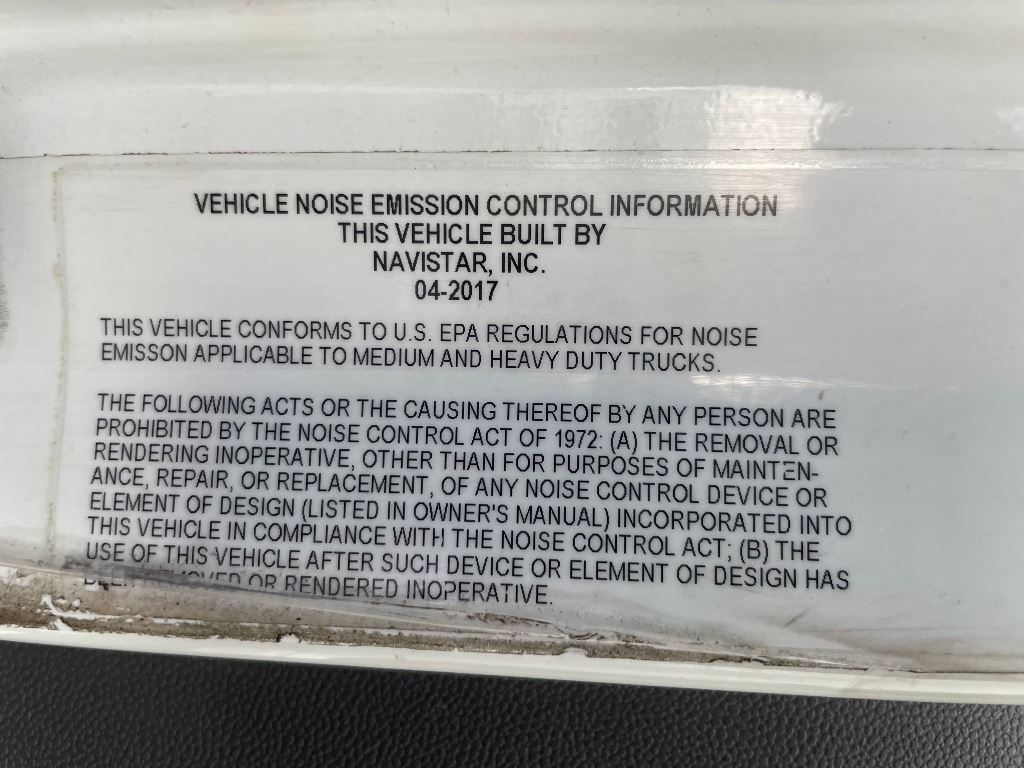 VEHICLE NOISE EMISSION CONTROL INFORMATION
THIS VEHICLE BUILT BY
NAVISTAR, INC.
04-2017
THIS VEHICLE CONFORMS TO U.S. EPA REGULATIONS FOR NOISE
EMISSON APPLICABLE TO MEDIUM AND HEAVY DUTY TRUCKS.
THE FOLLOWING ACTS OR THE CAUSING THEREOF BY ANY PERSON ARE
PROHIBITED BY THE NOISE CONTROL ACT OF 1972: (A) THE REMOVAL OR
RENDERING INOPERATIVE, OTHER THAN FOR PURPOSES OF MAINTEN-
ANCE, REPAIR, OR REPLACEMENT, OF ANY NOISE CONTROL DEVICE OR
ELEMENT OF DESIGN (LISTED IN OWNER'S MANUAL) INCORPORATED INTO
THIS VEHICLE IN COMPLIANCE WITH THE NOISE CONTROL ACT; (B) THE
USE OF THIS VEHICLE AFTER SUCH DEVICE OR ELEMENT OF DESIGN HAS
BEEN REMOVED OR RENDERED INOPERATIVE.